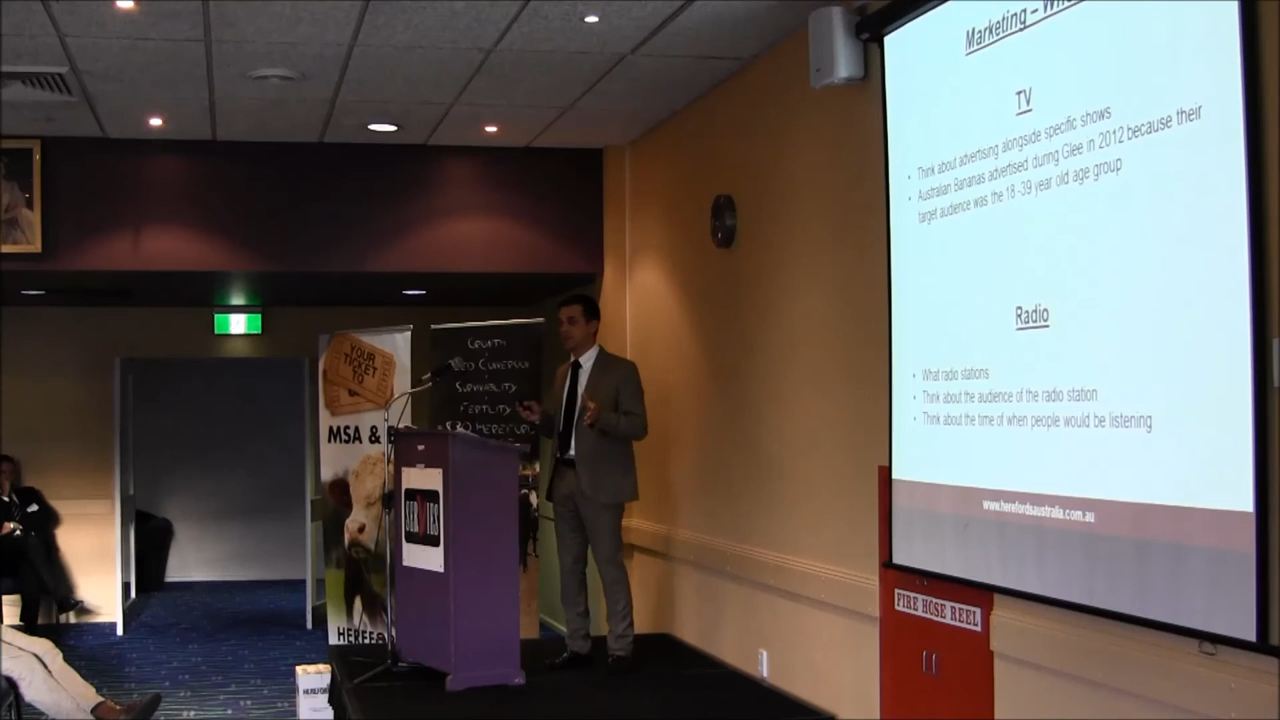 Marketing –
TV
• Think about advertising alongside specific shows
• Australian Bananas advertised during Glee in 2012 because their
target audience was the 18-39 year old age group
Radio
• What radio stations
• Think about the audience of the radio station
• Think about the time of when people would be listening
www.herefordsaustralia.com.au
FIRE HOSE REEL
YOUR
TICKET
TO
MSA &
GROWTH
SURVIVABILITY
FERTILITY
SERVIES